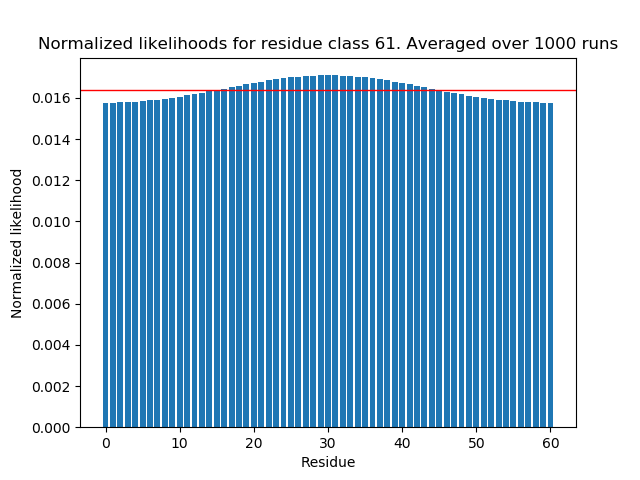 Normalized likelihoods for residue class 61. Averaged over 1000 runs
0.016
0.014
0.012
0.010
0.008
0.006
0.004
0.002
0.000
Normalized likelihood
0 10 20 30 40 50 60
Residue